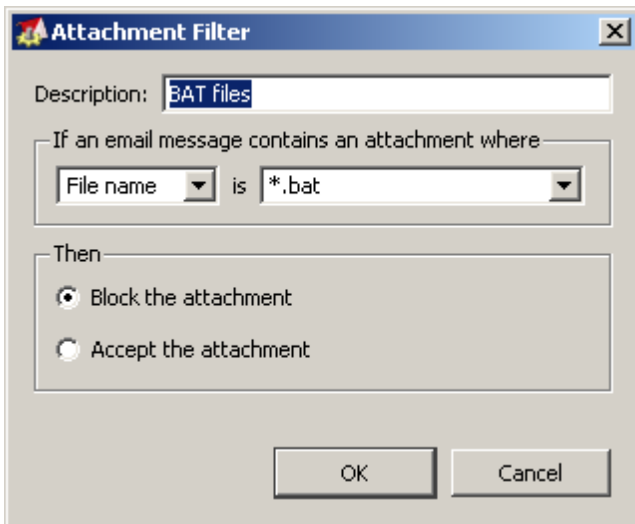 Attachment Filter
Description: BAT files
If an email message contains an attachment where
File name is *.bat
Then
Block the attachment
Accept the attachment
OK Cancel